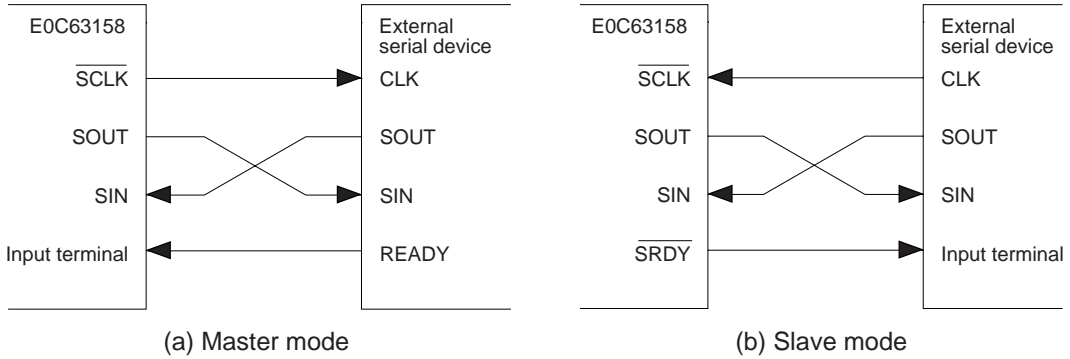 E0C63158
SCLK
SOUT
SIN
Input terminal
External
serial device
CLK
SOUT
SIN
READY
(a) Master mode
E0C63158
SCLK
SOUT
SIN
SRDY
External
serial device
CLK
SOUT
SIN
Input terminal
(b) Slave mode